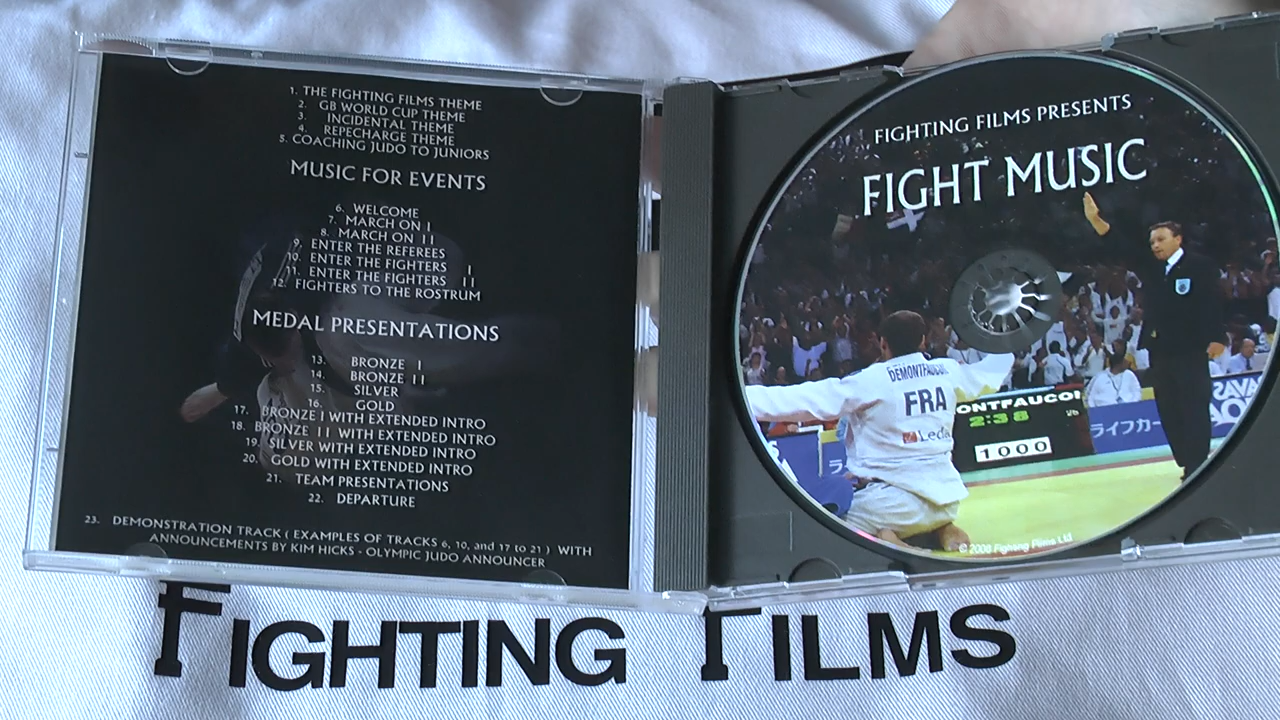 1. THE FIGHTING FILMS THEME
2. GB WORLD CUP THEME
3. INCIDENTAL THEME
4. REPECHARGE THEME
5. COACHING JUDO TO JUNIORS
MUSIC FOR EVENTS
6. WELCOME
7. MARCH ON I
8. MARCH ON II
9. ENTER THE REFEREES
10. ENTER THE FIGHTERS I
11. ENTER THE FIGHTERS II
12. FIGHTERS TO THE ROSTRUM
MEDAL PRESENTATIONS
13. BRONZE I
14. BRONZE II
15. SILVER
16. GOLD
17. BRONZE I WITH EXTENDED INTRO
18. BRONZE II WITH EXTENDED INTRO
19. SILVER WITH EXTENDED INTRO
20. GOLD WITH EXTENDED INTRO
21. TEAM PRESENTATIONS
22. DEPARTURE
23. DEMONSTRATION TRACK ( EXAMPLES OF TRACKS 6, 10, and 17 to 21 ) WITH
ANNOUNCEMENTS BY KIM HICKS - OLYMPIC JUDO ANNOUNCER
FIGHTING FILMS PRESENTS
FIGHT MUSIC
DEMONTFAUCON
FRA
ONTFAUCO
2:38
1000
ライフカー
© 2006 Fighting Films Ltd
FIGHTING FILMS